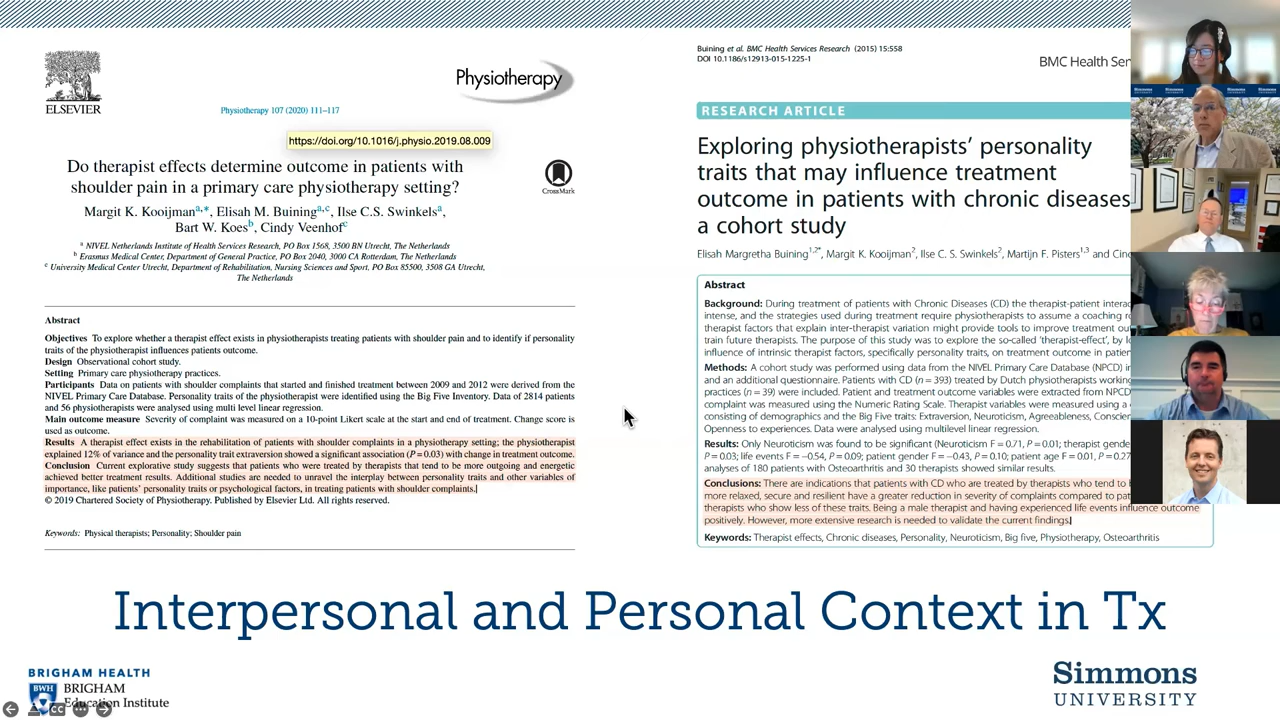 ELSEVIER
Physiotherapy
Physiotherapy 107 (2020) 111–117
https://doi.org/10.1016/j.physio.2019.08.009
Do therapist effects determine outcome in patients with
shoulder pain in a primary care physiotherapy setting?
CrossMark
Margit K. Kooijman a,*, Elisah M. Buining a,c, Ilse C.S. Swinkels a,
Bart W. Koes b, Cindy Veenhof c
a NIVEL Netherlands Institute of Health Services Research, PO Box 1568, 3500 BN Utrecht, The Netherlands
b Erasmus Medical Center, Department of General Practice, PO Box 2040, 3000 CA Rotterdam, The Netherlands
c University Medical Center Utrecht, Department of Rehabilitation, Nursing Sciences and Sport, PO Box 85500, 3508 GA Utrecht,
The Netherlands
Abstract
Objectives To explore whether a therapist effect exists in physiotherapists treating patients with shoulder pain and to identify if personality
traits of the physiotherapist influences patients outcome.
Design Observational cohort study.
Setting Primary care physiotherapy practices.
Participants Data on patients with shoulder complaints that started and finished treatment between 2009 and 2012 were derived from the
NIVEL Primary Care Database. Personality traits of the physiotherapist were identified using the Big Five Inventory. Data of 2814 patients
and 56 physiotherapists were analysed using multi level linear regression.
Main outcome measure Severity of complaint was measured on a 10-point Likert scale at the start and end of treatment. Change score is
used as outcome.
Results A therapist effect exists in the rehabilitation of patients with shoulder complaints in a physiotherapy setting; the physiotherapist
explained 12% of variance and the personality trait extraversion showed a significant association (P = 0.03) with change in treatment outcome.
Conclusion Current explorative study suggests that patients who were treated by therapists that tend to be more outgoing and energetic
achieved better treatment results. Additional studies are needed to unravel the interplay between personality traits and other variables of
importance, like patients' personality traits or psychological factors, in treating patients with shoulder complaints.
© 2019 Chartered Society of Physiotherapy. Published by Elsevier Ltd. All rights reserved.
Keywords: Physical therapists; Personality; Shoulder pain
Buining et al. BMC Health Services Research (2015) 15:558
DOI 10.1186/s12913-015-1225-1
BMC Health Ser
RESEARCH ARTICLE
Exploring physiotherapists' personality
traits that may influence treatment
outcome in patients with chronic diseases
a cohort study
Elisah Margretha Buining 1,2*, Margit K. Kooijman 2, Ilse C. S. Swinkels 2, Martijn F. Pisters 1,3 and Cin
Abstract
Background: During treatment of patients with Chronic Diseases (CD) the therapist-patient interac
intense, and the strategies used during treatment require physiotherapists to assume a coaching ro
therapist factors that explain inter-therapist variation might provide tools to improve treatment ou
train future therapists. The purpose of this study was to explore the so-called 'therapist-effect', by lo
influence of intrinsic therapist factors, specifically personality traits, on treatment outcome in patien
Methods: A cohort study was performed using data from the NIVEL Primary Care Database (NPCD) in
and an additional questionnaire. Patients with CD (n = 393) treated by Dutch physiotherapists working
practices (n = 39) were included. Patient and treatment outcome variables were extracted from NPCD
complaint was measured using the Numeric Rating Scale. Therapist variables were measured using a
consisting of demographics and the Big Five traits: Extraversion, Neuroticism, Agreeableness, Conscien
Openness to experiences. Data were analysed using multilevel linear regression.
Results: Only Neuroticism was found to be significant (Neuroticism F = 0.71, P = 0.01; therapist gende
P = 0.03; life events F = −0.54, P = 0.09; patient gender F = −0.43, P = 0.10; patient age F = 0.01, P = 0.27
analyses of 180 patients with Osteoarthritis and 30 therapists showed similar results.
Conclusions: There are indications that patients with CD who are treated by therapists who tend to b
more relaxed, secure and resilient have a greater reduction in severity of complaints compared to pat
therapists who show less of these traits. Being a male therapist and having experienced life events influence outcome
positively. However, more extensive research is needed to validate the current findings.
Keywords: Therapist effects, Chronic diseases, Personality, Neuroticism, Big five, Physiotherapy, Osteoarthritis
Interpersonal and Personal Context in Tx
BRIGHAM HEALTH
BWH
BRIGHAM
Education Institute
Simmons
UNIVERSITY